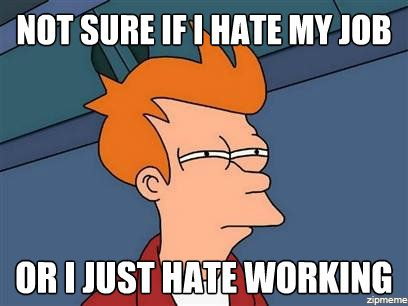 NOT SURE IF I HATE MY JOB
OR I JUST HATE WORKING
zipmeme